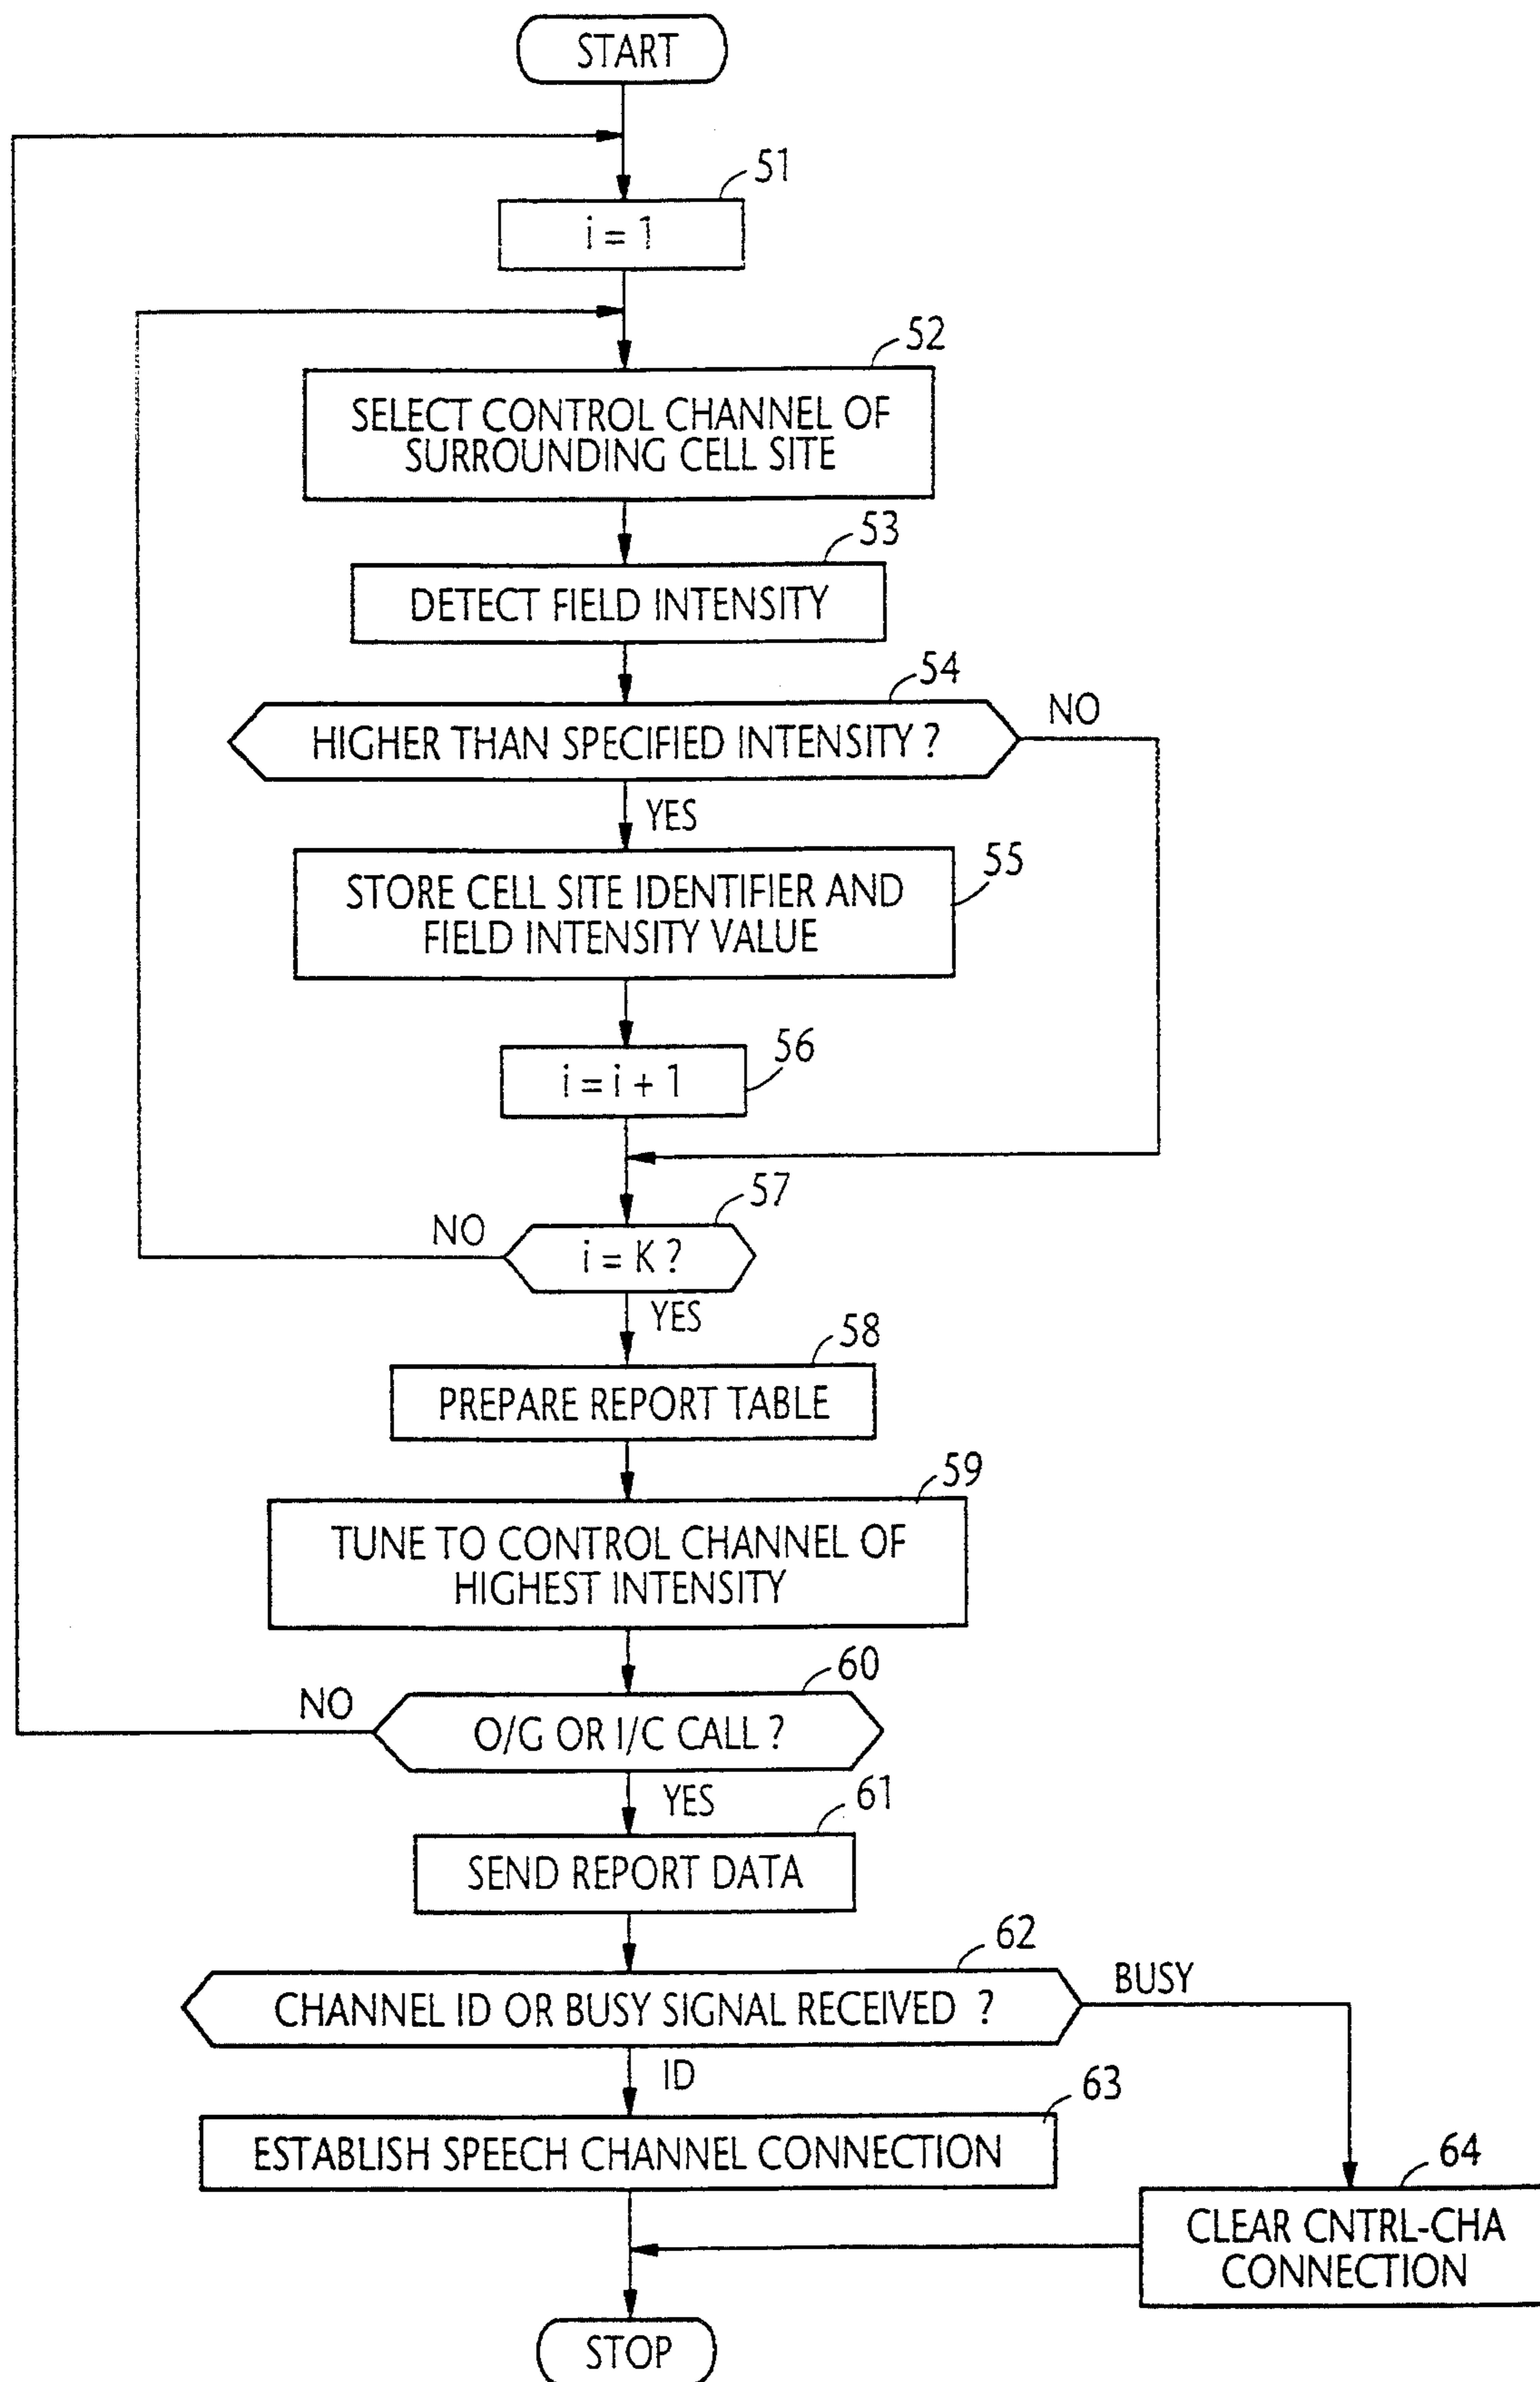 START
51
i = 1
52
SELECT CONTROL CHANNEL OF
SURROUNDING CELL SITE
53
DETECT FIELD INTENSITY
54
NO
HIGHER THAN SPECIFIED INTENSITY ?
YES
55
STORE CELL SITE IDENTIFIER AND
FIELD INTENSITY VALUE
56
i = i + 1
57
NO
i = K ?
YES
58
PREPARE REPORT TABLE
59
TUNE TO CONTROL CHANNEL OF
HIGHEST INTENSITY
60
NO
O/G OR I/C CALL ?
YES
61
SEND REPORT DATA
62
BUSY
CHANNEL ID OR BUSY SIGNAL RECEIVED ?
ID
63
ESTABLISH SPEECH CHANNEL CONNECTION
64
CLEAR CNTRL-CHA
CONNECTION
STOP